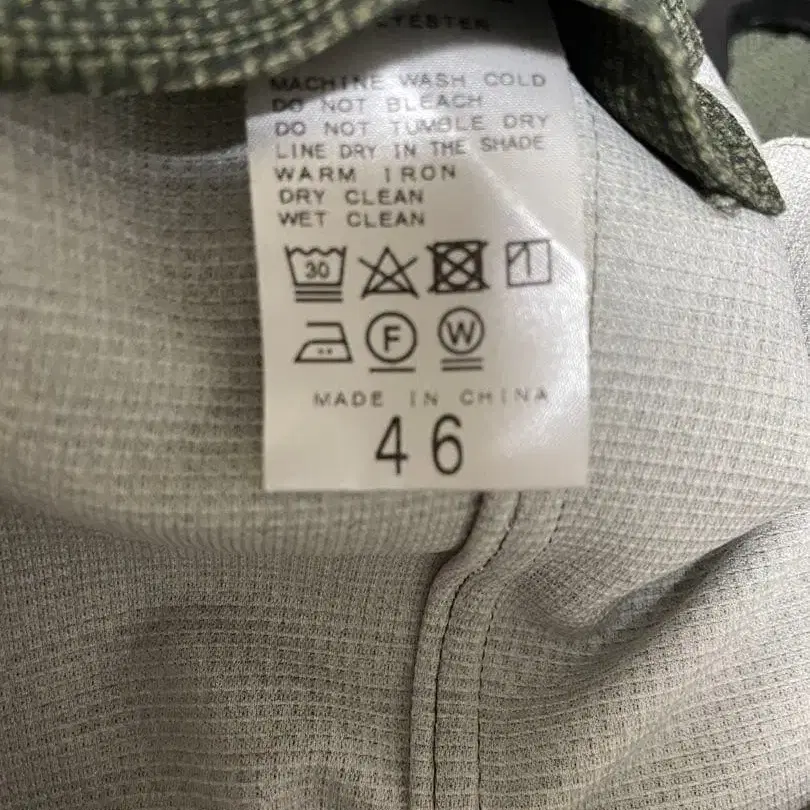 MACHINE WASH COLD
DO NOT BLEACH
DO NOT TUMBLE DRY
LINE DRY IN THE SHADE
WARM IRON
DRY CLEAN
WET CLEAN
30
F W
MADE IN CHINA
46